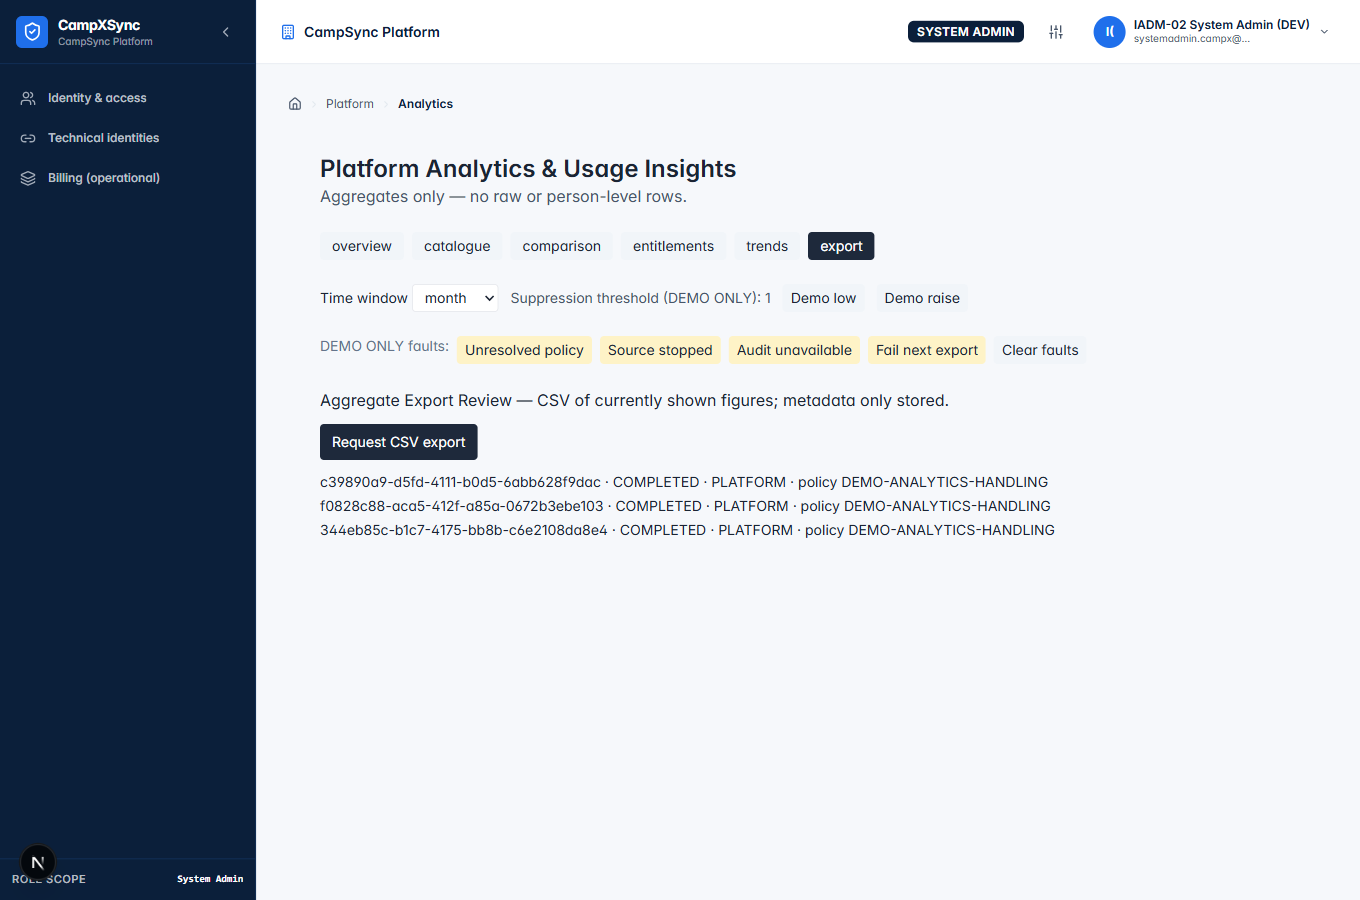 CampXSync
CampSync Platform
Identity & access
Technical identities
Billing (operational)
ROLE SCOPE
System Admin
CampSync Platform
SYSTEM ADMIN
IADM-02 System Admin (DEV)
systemadmin.campx@...
Platform
Analytics
Platform Analytics & Usage Insights
Aggregates only — no raw or person-level rows.
overview catalogue comparison entitlements trends export
Time window month Suppression threshold (DEMO ONLY): 1 Demo low Demo raise
DEMO ONLY faults: Unresolved policy Source stopped Audit unavailable Fail next export Clear faults
Aggregate Export Review — CSV of currently shown figures; metadata only stored.
Request CSV export
c39890a9-d5fd-4111-b0d5-6abb628f9dac · COMPLETED · PLATFORM · policy DEMO-ANALYTICS-HANDLING
f0828c88-aca5-412f-a85a-0672b3ebe103 · COMPLETED · PLATFORM · policy DEMO-ANALYTICS-HANDLING
344eb85c-b1c7-4175-bb8b-c6e2108da8e4 · COMPLETED · PLATFORM · policy DEMO-ANALYTICS-HANDLING